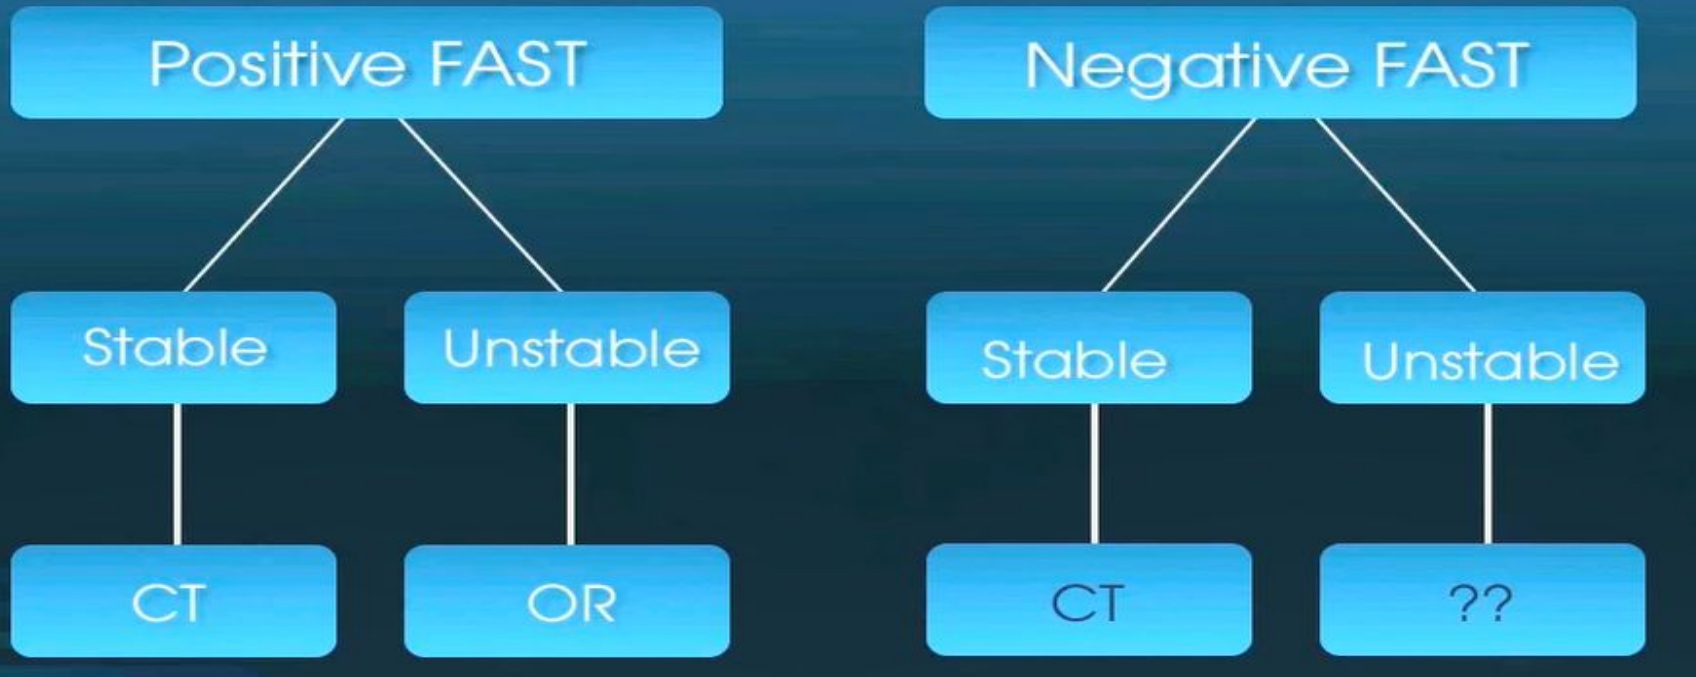 Positive FAST
Negative FAST
Stable
Unstable
Stable
Unstable
CT
OR
CT
??